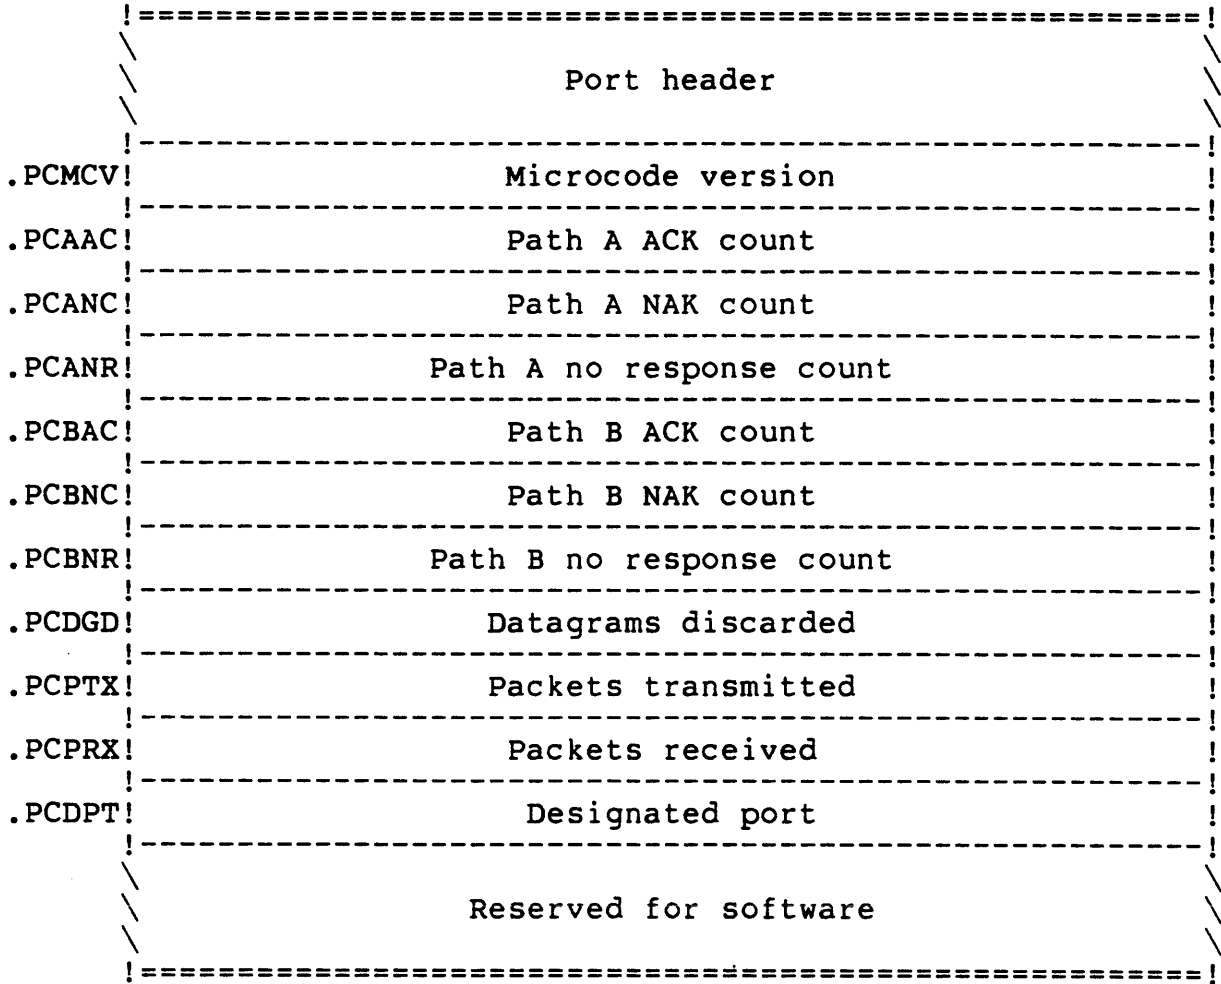 !=======================================================!
\ \
\ Port header \
\ \
!-------------------------------------------------------!
.PCMCV! Microcode version !
!-------------------------------------------------------!
.PCAAC! Path A ACK count !
!-------------------------------------------------------!
.PCANC! Path A NAK count !
!-------------------------------------------------------!
.PCANR! Path A no response count !
!-------------------------------------------------------!
.PCBAC! Path B ACK count !
!-------------------------------------------------------!
.PCBNC! Path B NAK count !
!-------------------------------------------------------!
.PCBNR! Path B no response count !
!-------------------------------------------------------!
.PCDGD! Datagrams discarded !
!-------------------------------------------------------!
.PCPTX! Packets transmitted !
!-------------------------------------------------------!
.PCPRX! Packets received !
!-------------------------------------------------------!
.PCDPT! Designated port !
!-------------------------------------------------------!
\ \
\ Reserved for software \
\ \
!=======================================================!